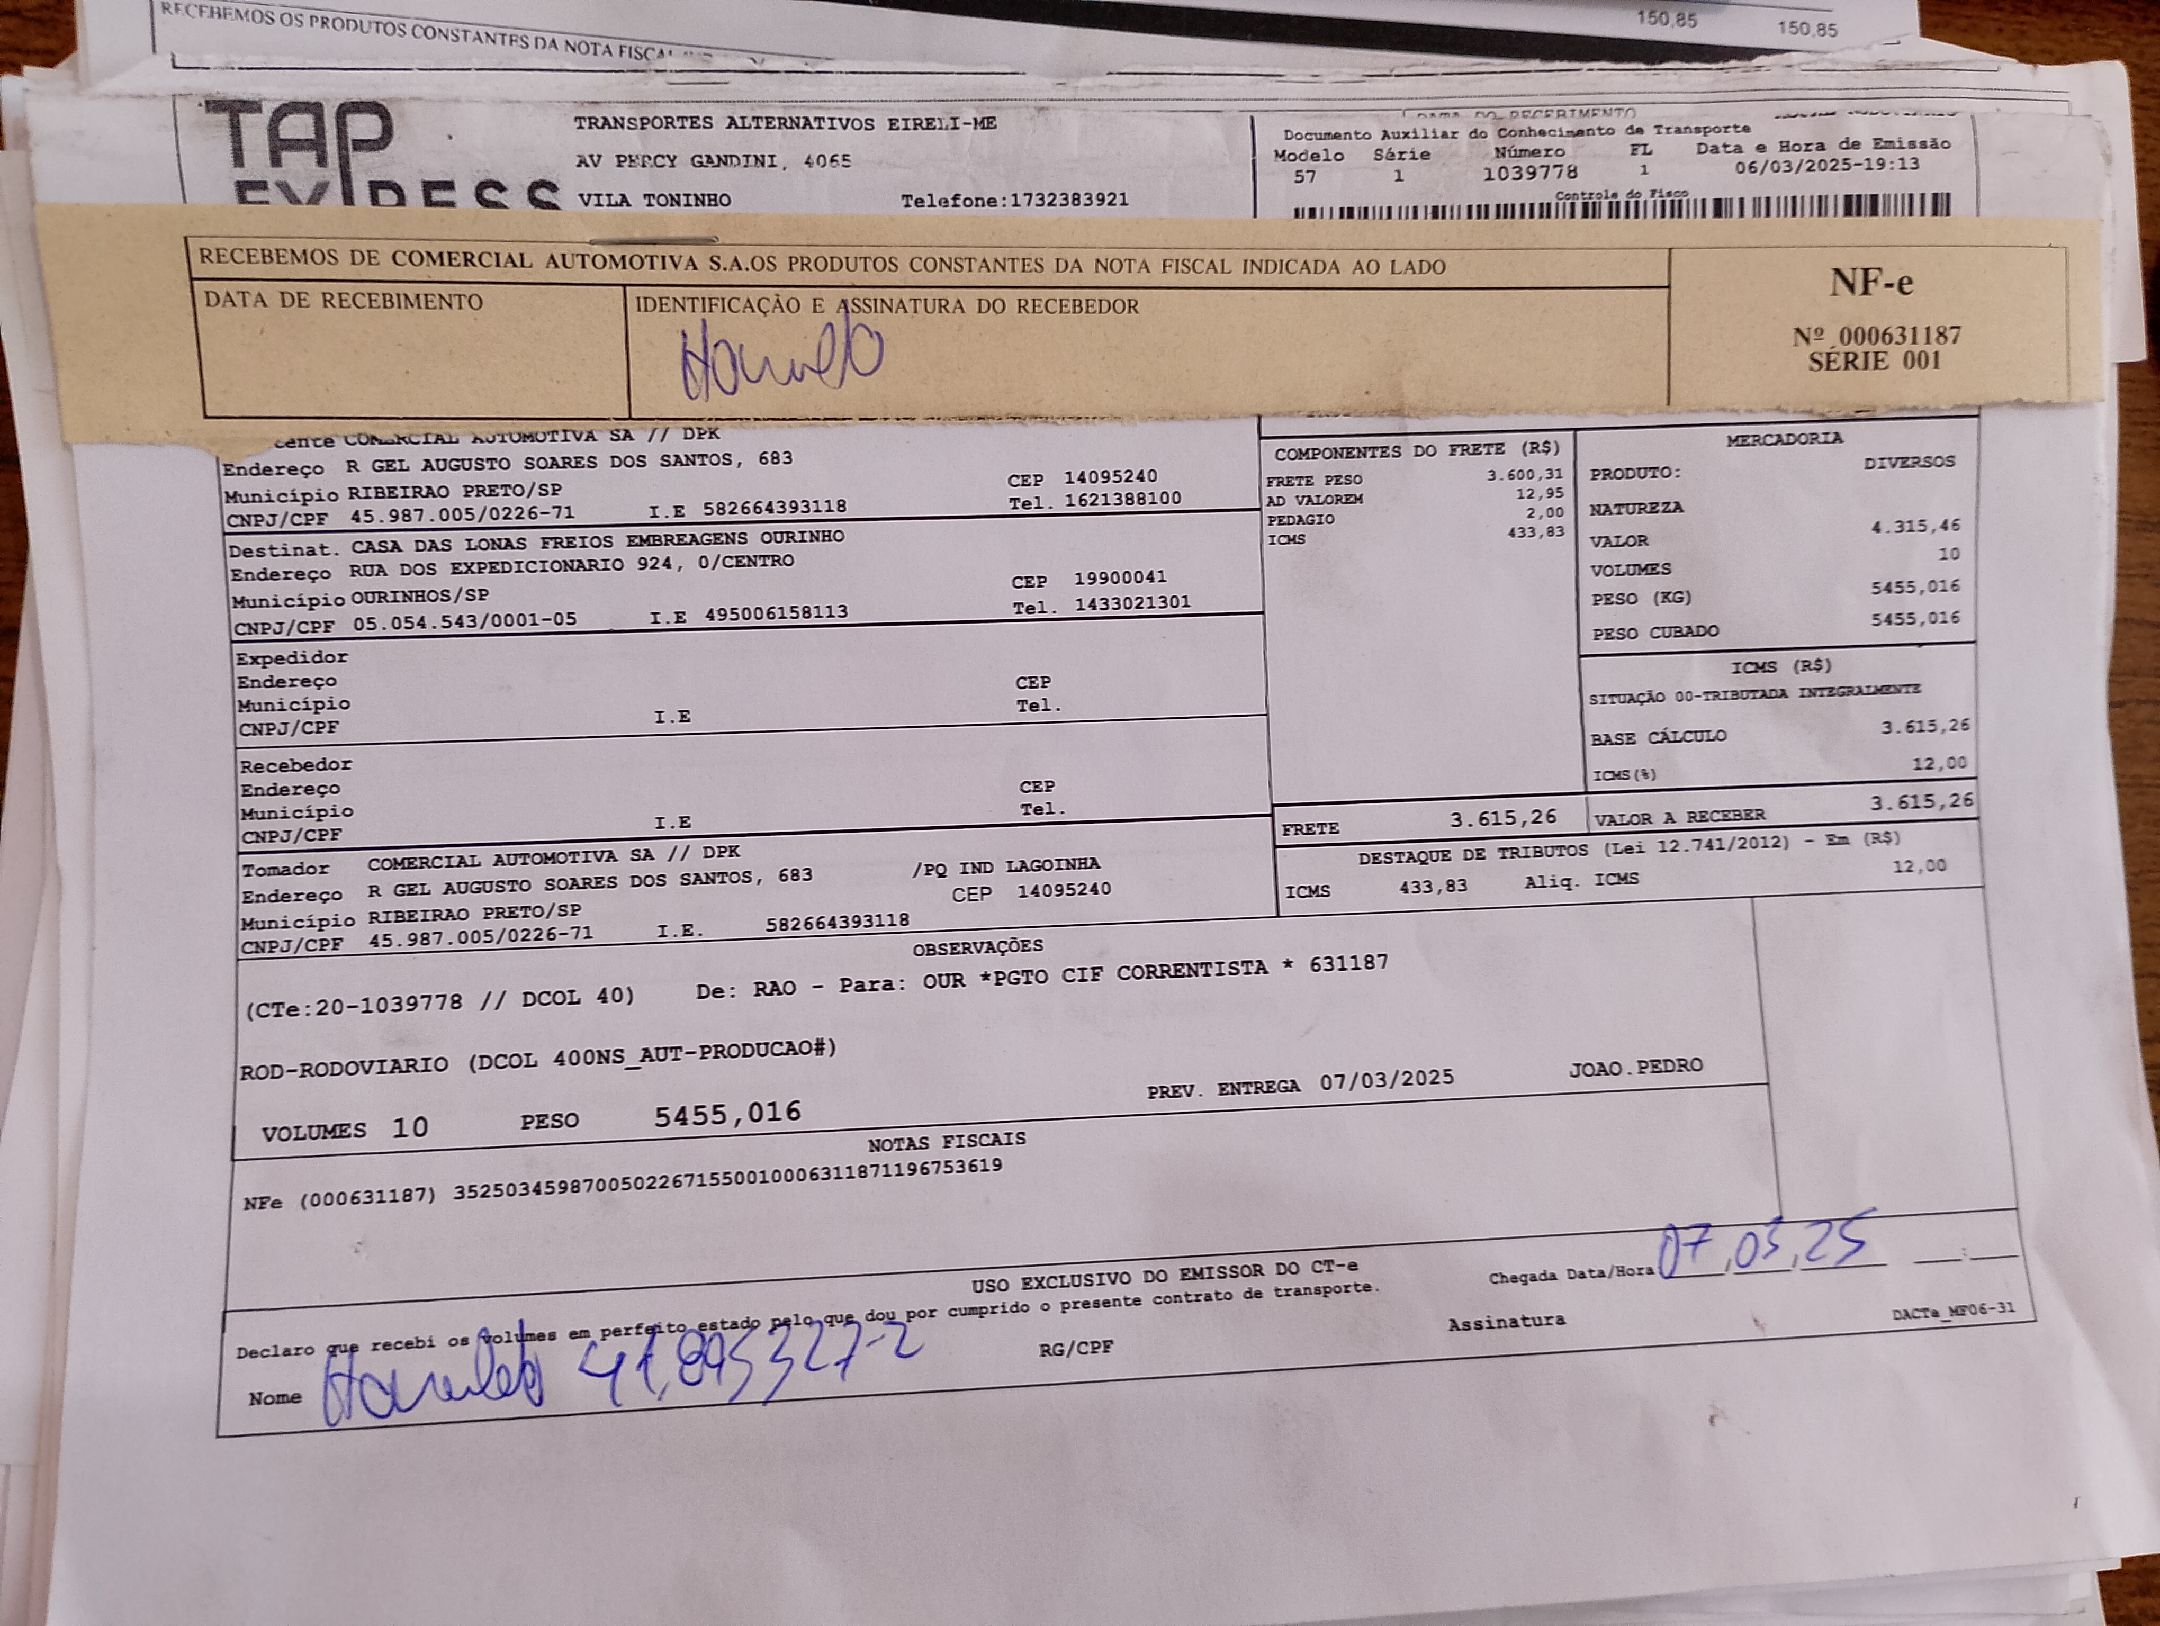 RECEBEMOS OS PRODUTOS CONSTANTES DA NOTA FISCAL
150,85 150,85
TAP EXPRESS
TRANSPORTES ALTERNATIVOS EIRELI-ME
AV PERCY GANDINI, 4065
VILA TONINHO Telefone:1732383921
Documento Auxiliar do Conhecimento de Transporte
Modelo Série Número FL Data e Hora de Emissão
57 1 1039778 1 06/03/2025-19:13
Controle do Fisco
RECEBEMOS DE COMERCIAL AUTOMOTIVA S.A.OS PRODUTOS CONSTANTES DA NOTA FISCAL INDICADA AO LADO
DATA DE RECEBIMENTO
IDENTIFICAÇÃO E ASSINATURA DO RECEBEDOR
NF-e
Nº 000631187
SÉRIE 001
COMERCIAL AUTOMOTIVA SA // DPK
Endereço R GEL AUGUSTO SOARES DOS SANTOS, 683 CEP 14095240
Município RIBEIRAO PRETO/SP Tel. 1621388100
CNPJ/CPF 45.987.005/0226-71 I.E 582664393118
Destinat. CASA DAS LONAS FREIOS EMBREAGENS OURINHO
Endereço RUA DOS EXPEDICIONARIO 924, 0/CENTRO CEP 19900041
Município OURINHOS/SP Tel. 1433021301
CNPJ/CPF 05.054.543/0001-05 I.E 495006158113
Expedidor
Endereço CEP
Município Tel.
CNPJ/CPF I.E
Recebedor
Endereço CEP
Município Tel.
CNPJ/CPF I.E
Tomador COMERCIAL AUTOMOTIVA SA // DPK
Endereço R GEL AUGUSTO SOARES DOS SANTOS, 683 /PQ IND LAGOINHA
Município RIBEIRAO PRETO/SP CEP 14095240
CNPJ/CPF 45.987.005/0226-71 I.E. 582664393118
COMPONENTES DO FRETE (R$)
FRETE PESO 3.600,31
AD VALOREM 12,95
PEDAGIO 2,00
ICMS 433,83
MERCADORIA
PRODUTO: DIVERSOS
NATUREZA
VALOR 4.315,46
VOLUMES 10
PESO (KG) 5455,016
PESO CUBADO 5455,016
ICMS (R$)
SITUAÇÃO 00-TRIBUTADA INTEGRALMENTE
BASE CÁLCULO 3.615,26
ICMS(%) 12,00
FRETE 3.615,26 VALOR A RECEBER 3.615,26
DESTAQUE DE TRIBUTOS (Lei 12.741/2012) - Em (R$)
ICMS 433,83 Aliq. ICMS 12,00
OBSERVAÇÕES
(CTe:20-1039778 // DCOL 40) De: RAO - Para: OUR *PGTO CIF CORRENTISTA * 631187
ROD-RODOVIARIO (DCOL 400NS_AUT-PRODUCAO#)
VOLUMES 10 PESO 5455,016 PREV. ENTREGA 07/03/2025 JOAO.PEDRO
NOTAS FISCAIS
NFe (000631187) 35250345987005022671550010006311871196753619
USO EXCLUSIVO DO EMISSOR DO CT-e
Chegada Data/Hora 07,03,25
Declaro que recebi os volumes em perfeito estado pelo que dou por cumprido o presente contrato de transporte.
Nome 41,895327-2 RG/CPF Assinatura
DACTe_MF06-31